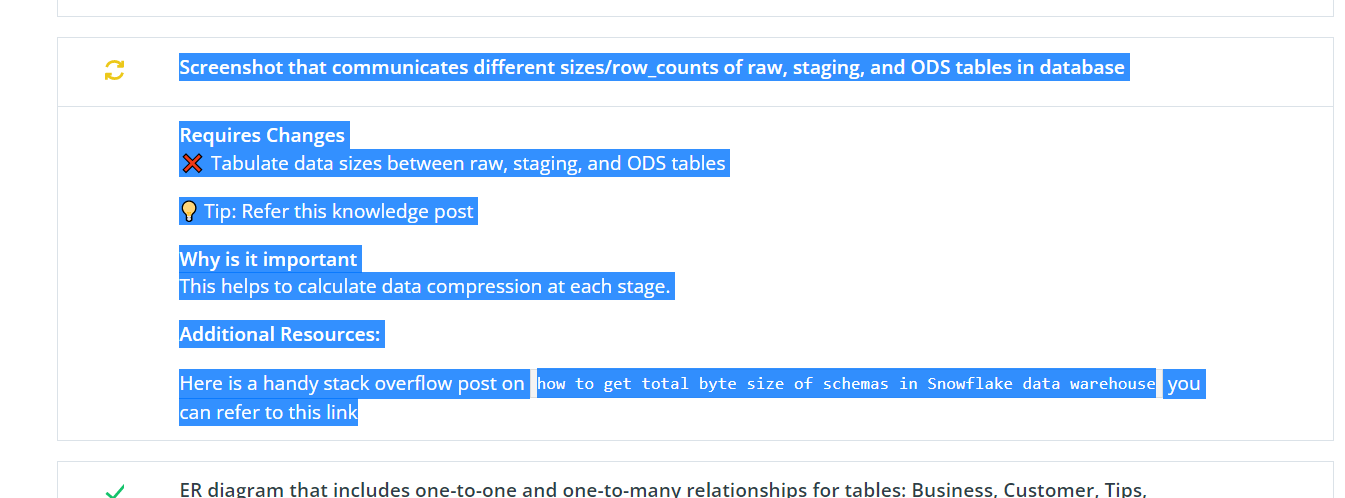 Screenshot that communicates different sizes/row_counts of raw, staging, and ODS tables in database
Requires Changes
❌ Tabulate data sizes between raw, staging, and ODS tables
💡 Tip: Refer this knowledge post
Why is it important
This helps to calculate data compression at each stage.
Additional Resources:
Here is a handy stack overflow post on how to get total byte size of schemas in Snowflake data warehouse you
can refer to this link
ER diagram that includes one-to-one and one-to-many relationships for tables: Business, Customer, Tips,